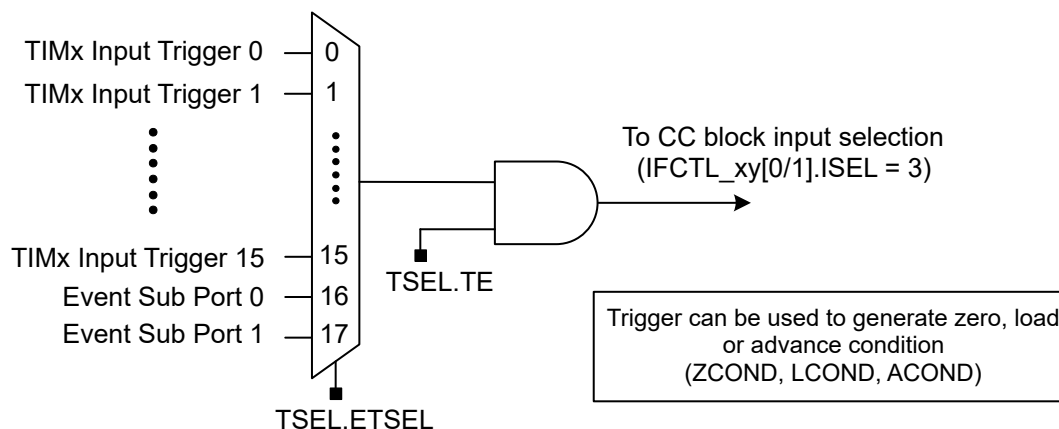 TIMx Input Trigger 0
0
TIMx Input Trigger 1
1
To CC block input selection
(IFCTL_xy[0/1].ISEL = 3)
TIMx Input Trigger 15
15
TSEL.TE
Event Sub Port 0
16
Event Sub Port 1
17
Trigger can be used to generate zero, load
or advance condition
(ZCOND, LCOND, ACOND)
TSEL.ETSEL